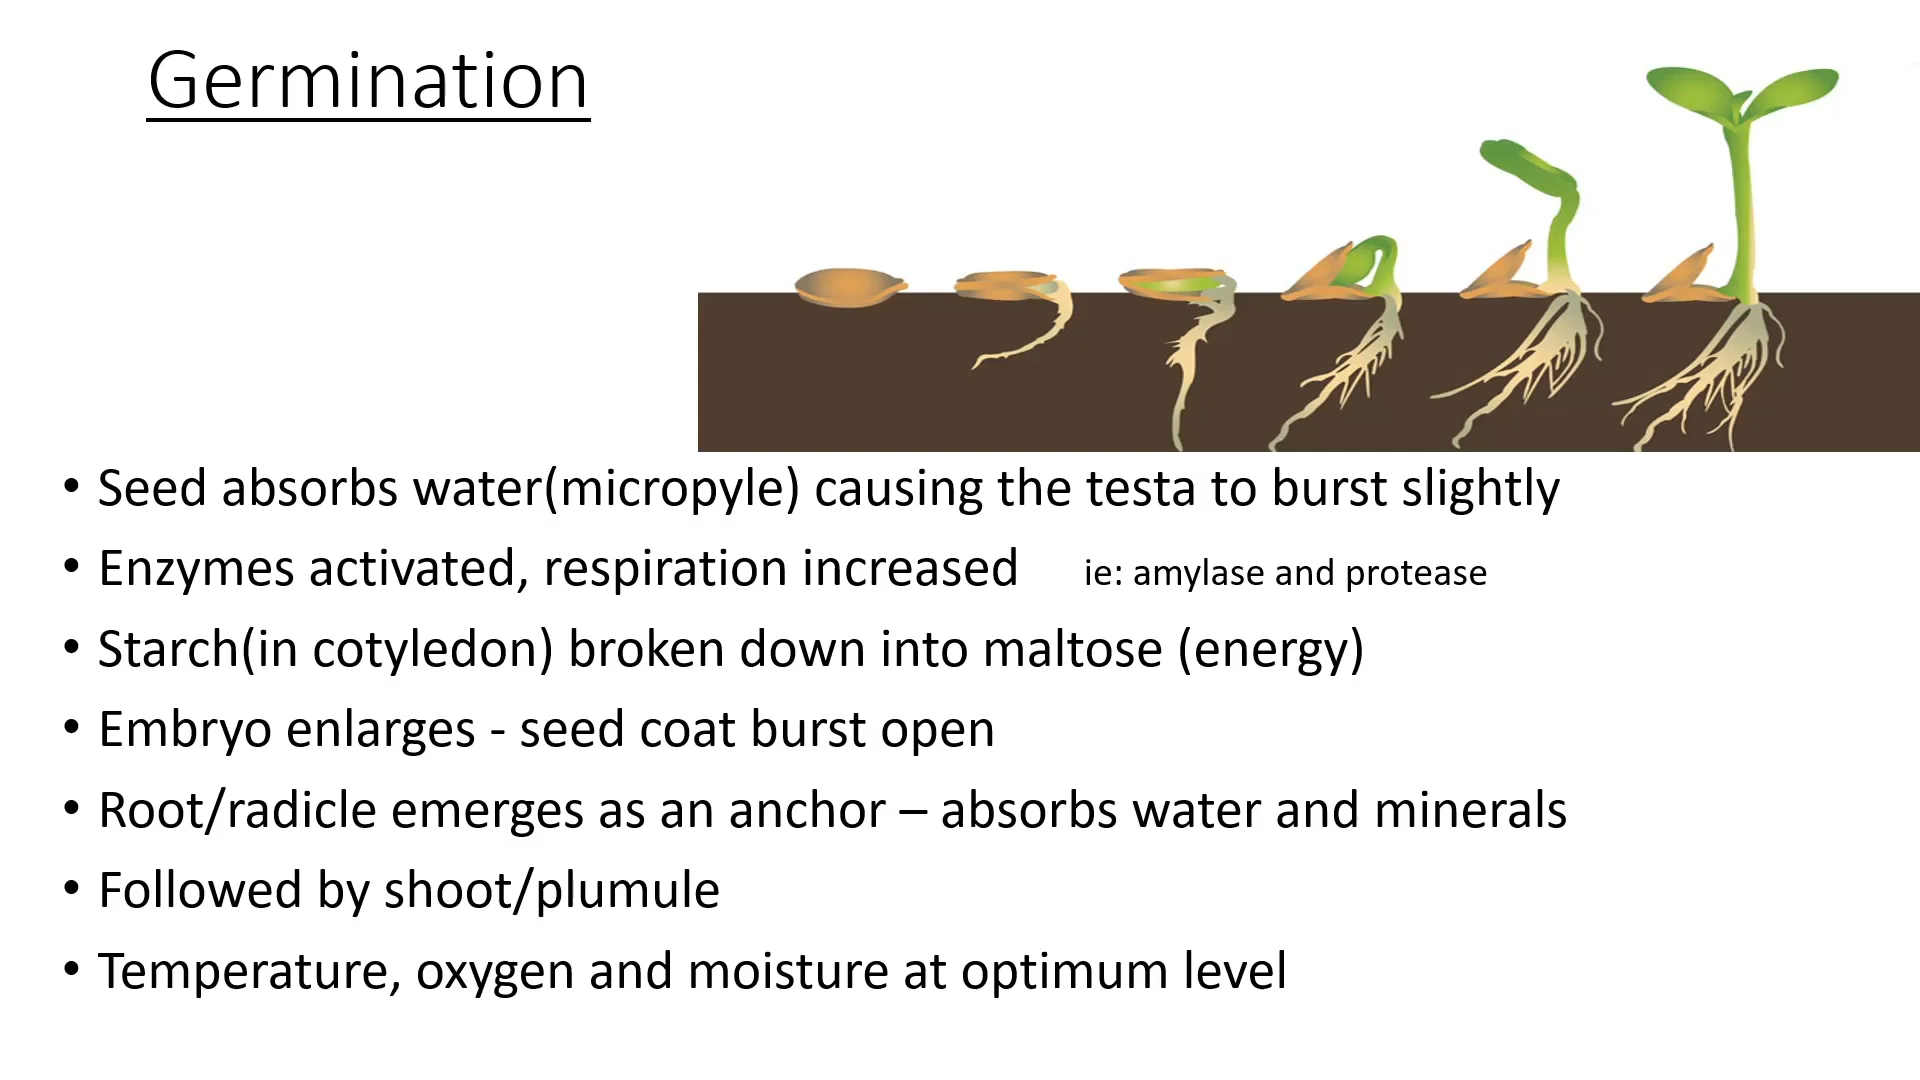 Germination
• Seed absorbs water(micropyle) causing the testa to burst slightly
• Enzymes activated, respiration increased ie: amylase and protease
• Starch(in cotyledon) broken down into maltose (energy)
• Embryo enlarges - seed coat burst open
• Root/radicle emerges as an anchor – absorbs water and minerals
• Followed by shoot/plumule
• Temperature, oxygen and moisture at optimum level